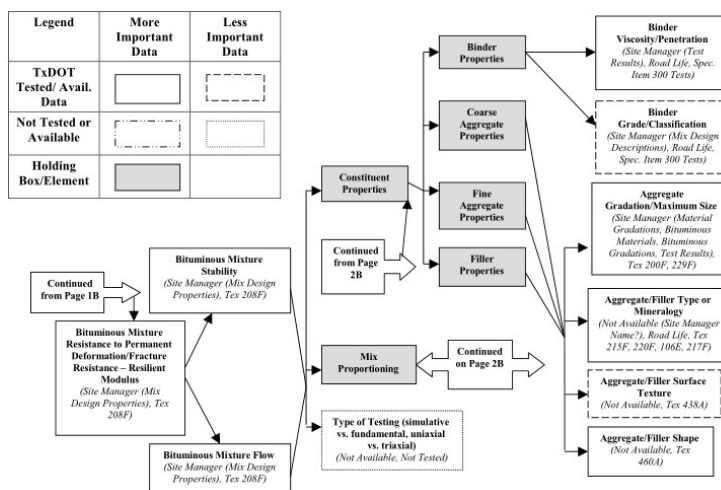 Legend
More
Important
Data
Less
Important
Data
TxDOT
Tested/ Avail.
Data
Not Tested or
Available
Holding
Box/Element
Continued
from Page 1B
Bituminous Mixture
Resistance to Permanent
Deformation/Fracture
Resistance – Resilient
Modulus
(Site Manager (Mix
Design Properties), Tex
208F)
Bituminous Mixture
Stability
(Site Manager (Mix Design
Properties), Tex 208F)
Bituminous Mixture Flow
(Site Manager (Mix Design
Properties), Tex 208F)
Constituent
Properties
Continued
from Page
2B
Mix
Proportioning
Continued
on Page 2B
Type of Testing (simulative
vs. fundamental, uniaxial
vs. triaxial)
(Not Available, Not Tested)
Binder
Properties
Coarse
Aggregate
Properties
Fine
Aggregate
Properties
Filler
Properties
Binder
Viscosity/Penetration
(Site Manager (Test
Results), Road Life, Spec.
Item 300 Tests)
Binder
Grade/Classification
(Site Manager (Mix Design
Descriptions), Road Life,
Spec. Item 300 Tests)
Aggregate
Gradation/Maximum Size
(Site Manager (Material
Gradations, Bituminous
Materials, Bituminous
Gradations, Test Results),
Tex 200F, 229F)
Aggregate/Filler Type or
Mineralogy
(Not Available (Site Manager
Name?), Road Life, Tex
215F, 220F, 106E, 217F)
Aggregate/Filler Surface
Texture
(Not Available, Tex 438A)
Aggregate/Filler Shape
(Not Available, Tex
460A)